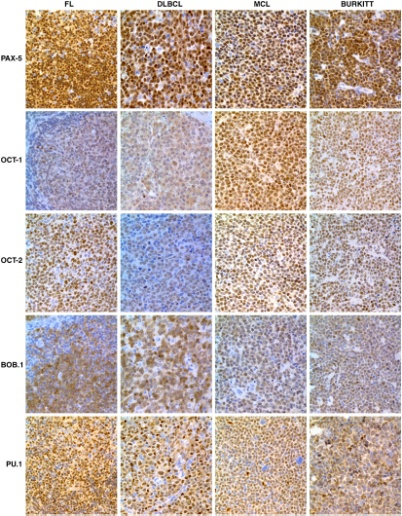 FL DLBCL MCL BURKITT
PAX-5
OCT-1
OCT-2
BOB.1
PU.1